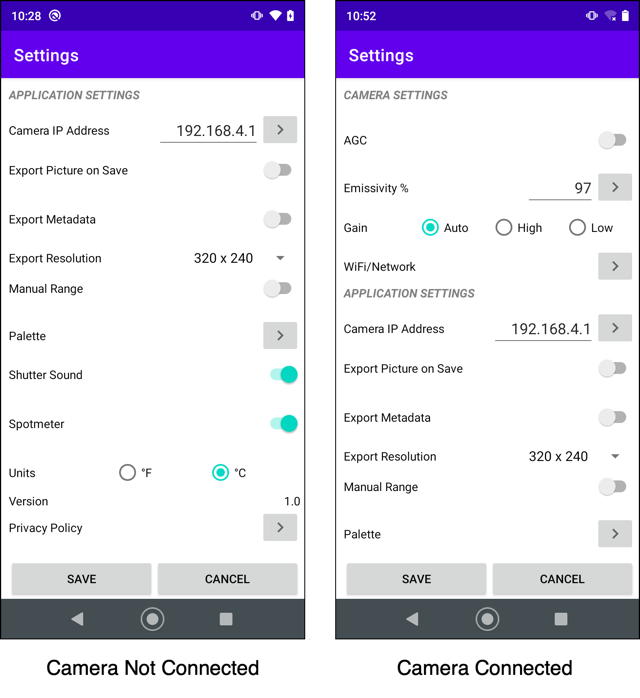 10:28
Settings
APPLICATION SETTINGS
Camera IP Address 192.168.4.1
Export Picture on Save
Export Metadata
Export Resolution 320 x 240
Manual Range
Palette
Shutter Sound
Spotmeter
Units °F °C
Version 1.0
Privacy Policy
SAVE CANCEL
Camera Not Connected
10:52
Settings
CAMERA SETTINGS
AGC
Emissivity % 97
Gain Auto High Low
WiFi/Network
APPLICATION SETTINGS
Camera IP Address 192.168.4.1
Export Picture on Save
Export Metadata
Export Resolution 320 x 240
Manual Range
Palette
SAVE CANCEL
Camera Connected